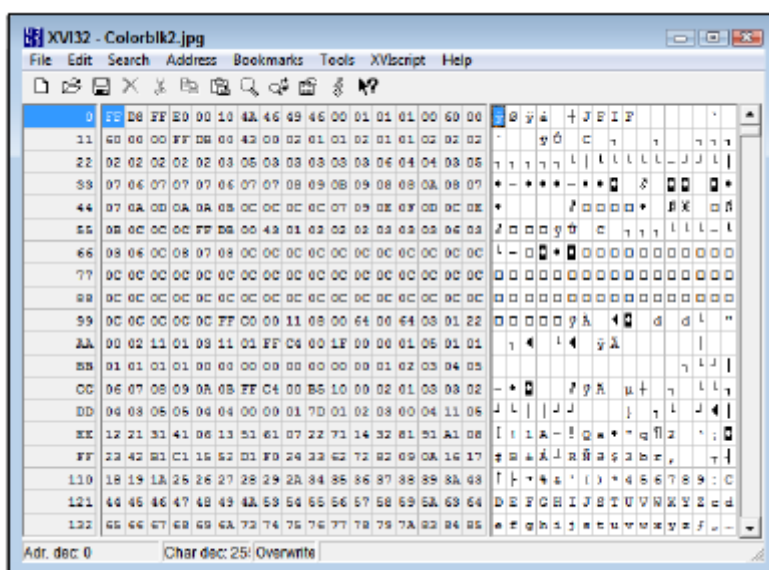 XVI32 - Colorblk2.jpg
File Edit Search Address Bookmarks Tools XVIscript Help
0 FF D8 FF E0 00 10 4A 46 49 46 00 01 01 01 00 60 00 ÿ Ø ÿ à J F I F
11 60 00 00 FF DB 00 43 00 02 01 01 02 01 01 02 02 02
22 02 02 02 02 02 03 05 03 03 03 03 03 06 04 04 03 05
33 07 06 07 07 07 06 07 07 08 09 0B 09 08 08 0A 08 07
44 07 0A 0D 0A 0A 0B 0C 0C 0C 0C 07 09 0E 0F 0D 0C 0E
55 0B 0C 0C 0C FF DB 00 43 01 02 02 02 03 03 03 06 03
66 03 06 0C 08 07 08 0C 0C 0C 0C 0C 0C 0C 0C 0C 0C 0C
77 0C 0C 0C 0C 0C 0C 0C 0C 0C 0C 0C 0C 0C 0C 0C 0C 0C
88 0C 0C 0C 0C 0C 0C 0C 0C 0C 0C 0C 0C 0C 0C 0C 0C 0C
99 0C 0C 0C 0C 0C FF C0 00 11 08 00 64 00 64 03 01 22 ÿ À d d "
AA 00 02 11 01 03 11 01 FF C4 00 1F 00 00 01 05 01 01 ÿ Ä
BB 01 01 01 01 00 00 00 00 00 00 00 00 01 02 03 04 05
CC 06 07 08 09 0A 0B FF C4 00 B5 10 00 02 01 03 03 02 ÿ Ä µ
DD 04 03 05 05 04 04 00 00 01 7D 01 02 03 00 04 11 05 }
EE 12 21 31 41 06 13 51 61 07 22 71 14 32 81 91 A1 08
FF 23 42 B1 C1 15 52 D1 F0 24 33 62 72 82 09 0A 16 17
110 18 19 1A 25 26 27 28 29 2A 34 35 36 37 38 39 3A 43 % & ' ( ) * 4 5 6 7 8 9 : C
121 44 45 46 47 48 49 4A 53 54 55 56 57 58 59 5A 63 64 D E F G H I J S T U V W X Y Z c d
132 65 66 67 68 69 6A 73 74 75 76 77 78 79 7A 83 84 85 e f g h i j s t u v w x y z ƒ „ …
Adr. dec: 0 Char dec: 25 Overwrite